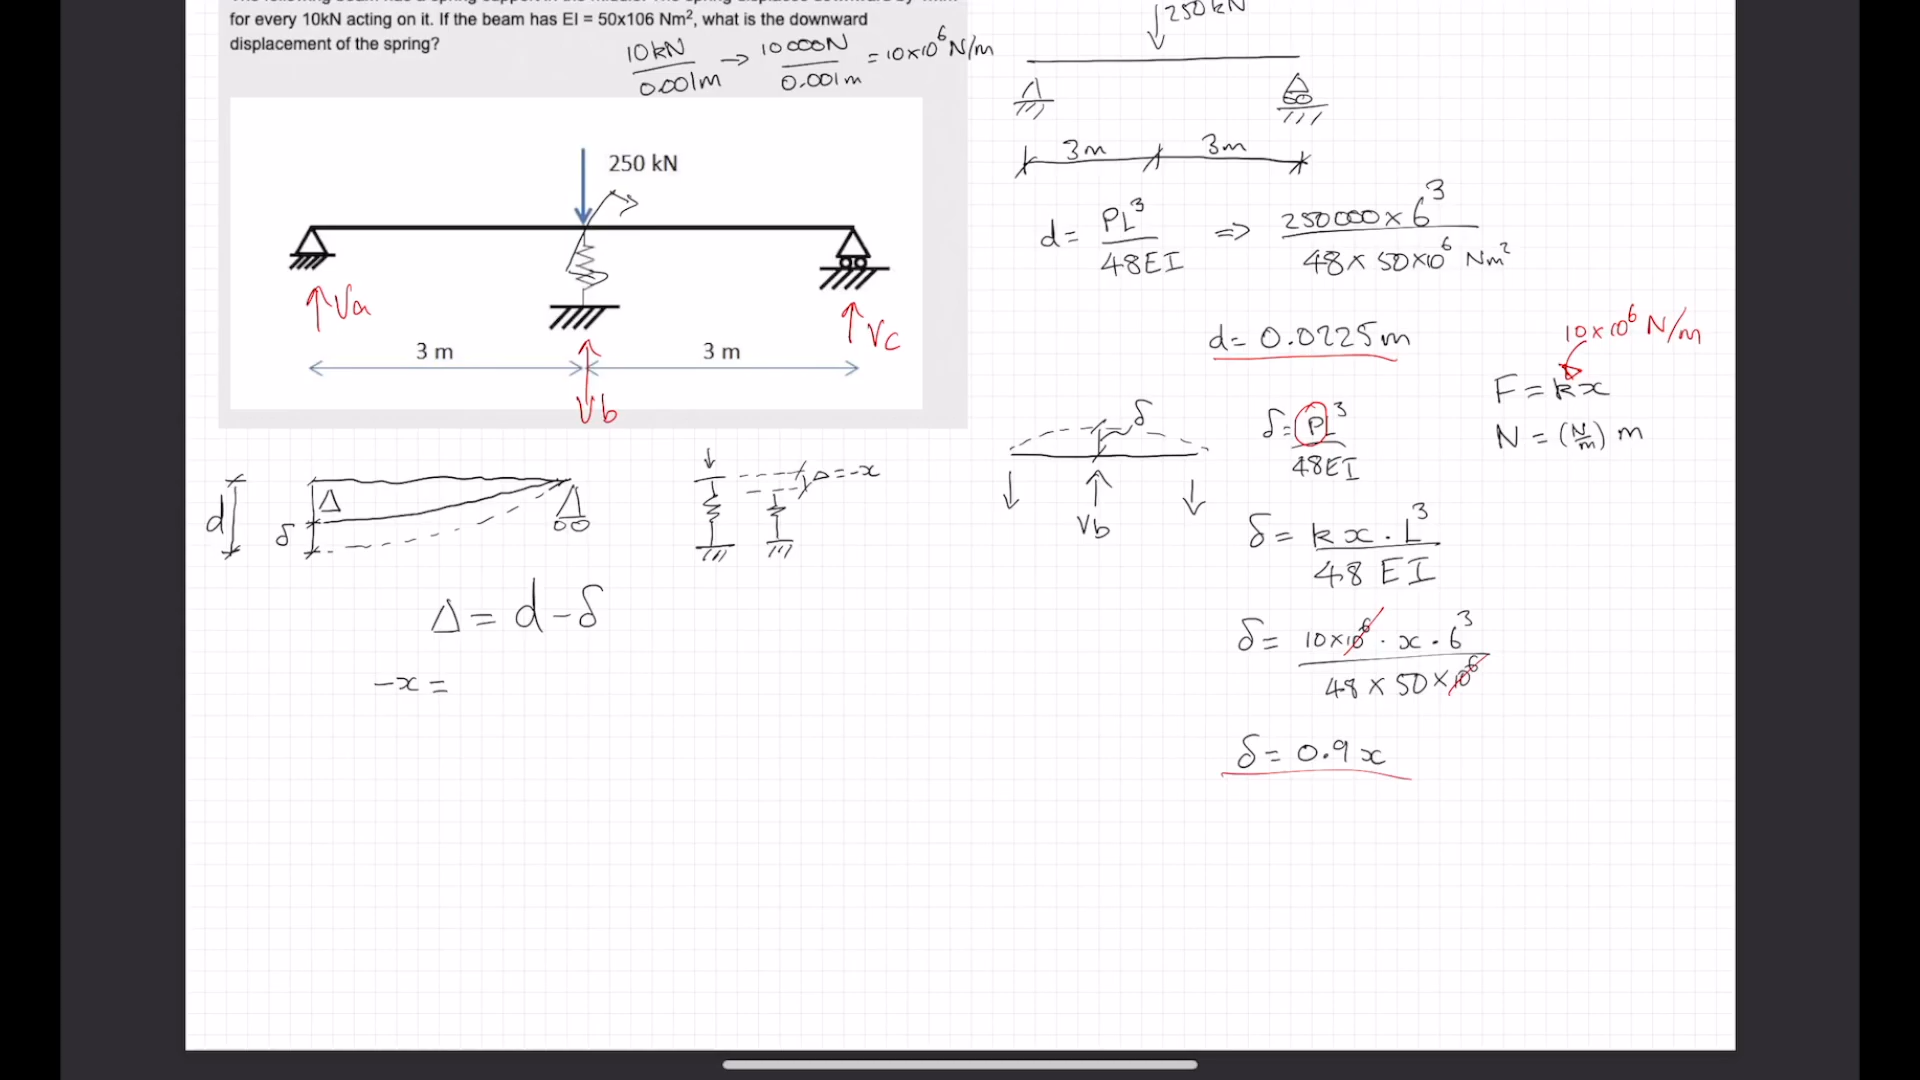 for every 10kN acting on it. If the beam has EI = 50x106 Nm², what is the downward
displacement of the spring?
10kN / 0.001m → 10000N / 0.001m = 10×10⁶ N/m
250 kN
Va
Vc
3 m
3 m
Vb
d
Δ
δ
Δ = -x
Δ = d - δ
-x =
250kN
3m
3m
d = PL³ / 48EI ⇒ 250000 × 6³ / 48 × 50×10⁶ Nm²
d = 0.0225m
10×10⁶ N/m
F = kx
N = (N/m) m
δ
Vb
δ = PL³ / 48EI
δ = kx . L³ / 48 EI
δ = 10×10⁶ . x . 6³ / 48 × 50 × 10⁶
δ = 0.9x